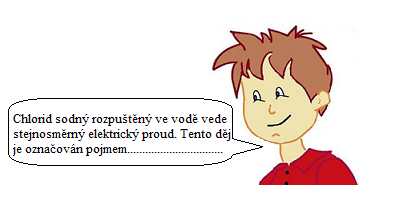 Chlorid sodný rozpuštěný ve vodě vede
stejnosměrný elektrický proud. Tento děj
je označován pojmem................................